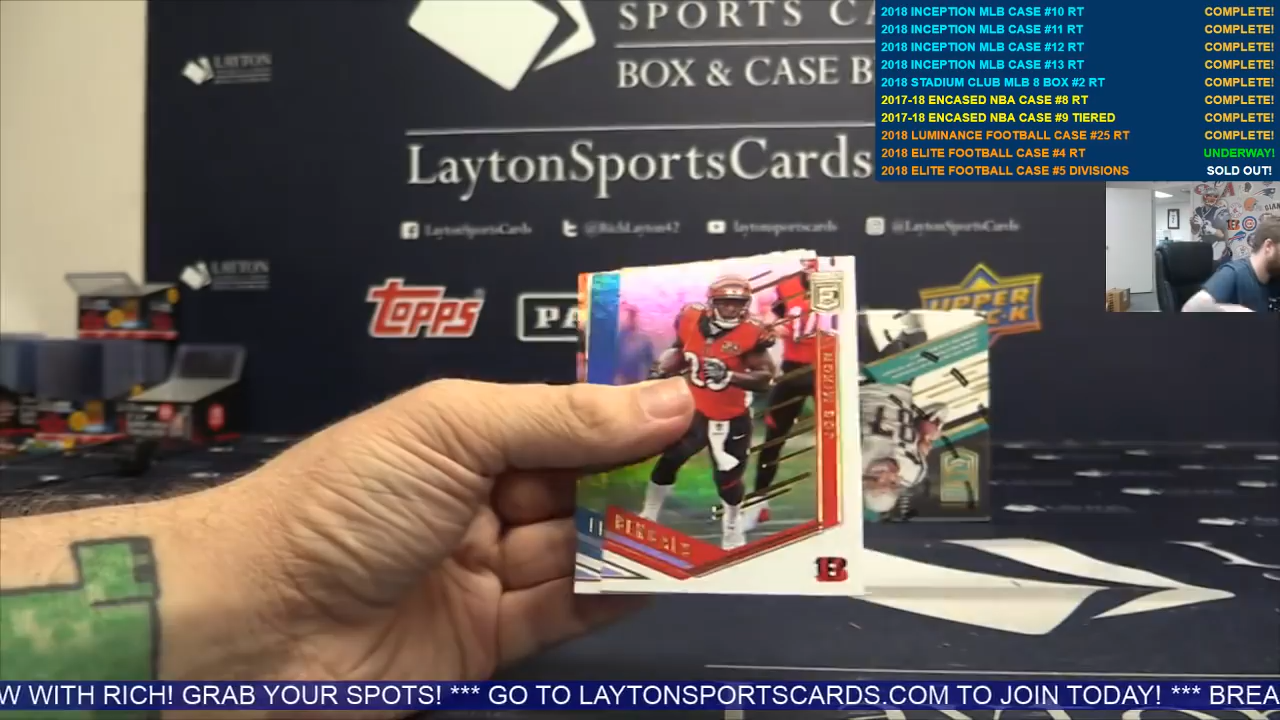 SPORTS CA
BOX & CASE B
LaytonSportsCards
LaytonSportsCards
@RichLayton42
laytonsportscards
@LaytonSportsCards
LAYTON
LAYTON
TOPPS
PA
UPPER
JOE MIXON
BENGALS
E
B
87
2018 INCEPTION MLB CASE #10 RT COMPLETE!
2018 INCEPTION MLB CASE #11 RT COMPLETE!
2018 INCEPTION MLB CASE #12 RT COMPLETE!
2018 INCEPTION MLB CASE #13 RT COMPLETE!
2018 STADIUM CLUB MLB 8 BOX #2 RT COMPLETE!
2017-18 ENCASED NBA CASE #8 RT COMPLETE!
2017-18 ENCASED NBA CASE #9 TIERED COMPLETE!
2018 LUMINANCE FOOTBALL CASE #25 RT COMPLETE!
2018 ELITE FOOTBALL CASE #4 RT UNDERWAY!
2018 ELITE FOOTBALL CASE #5 DIVISIONS SOLD OUT!
W WITH RICH! GRAB YOUR SPOTS! *** GO TO LAYTONSPORTSCARDS.COM TO JOIN TODAY! *** BREA